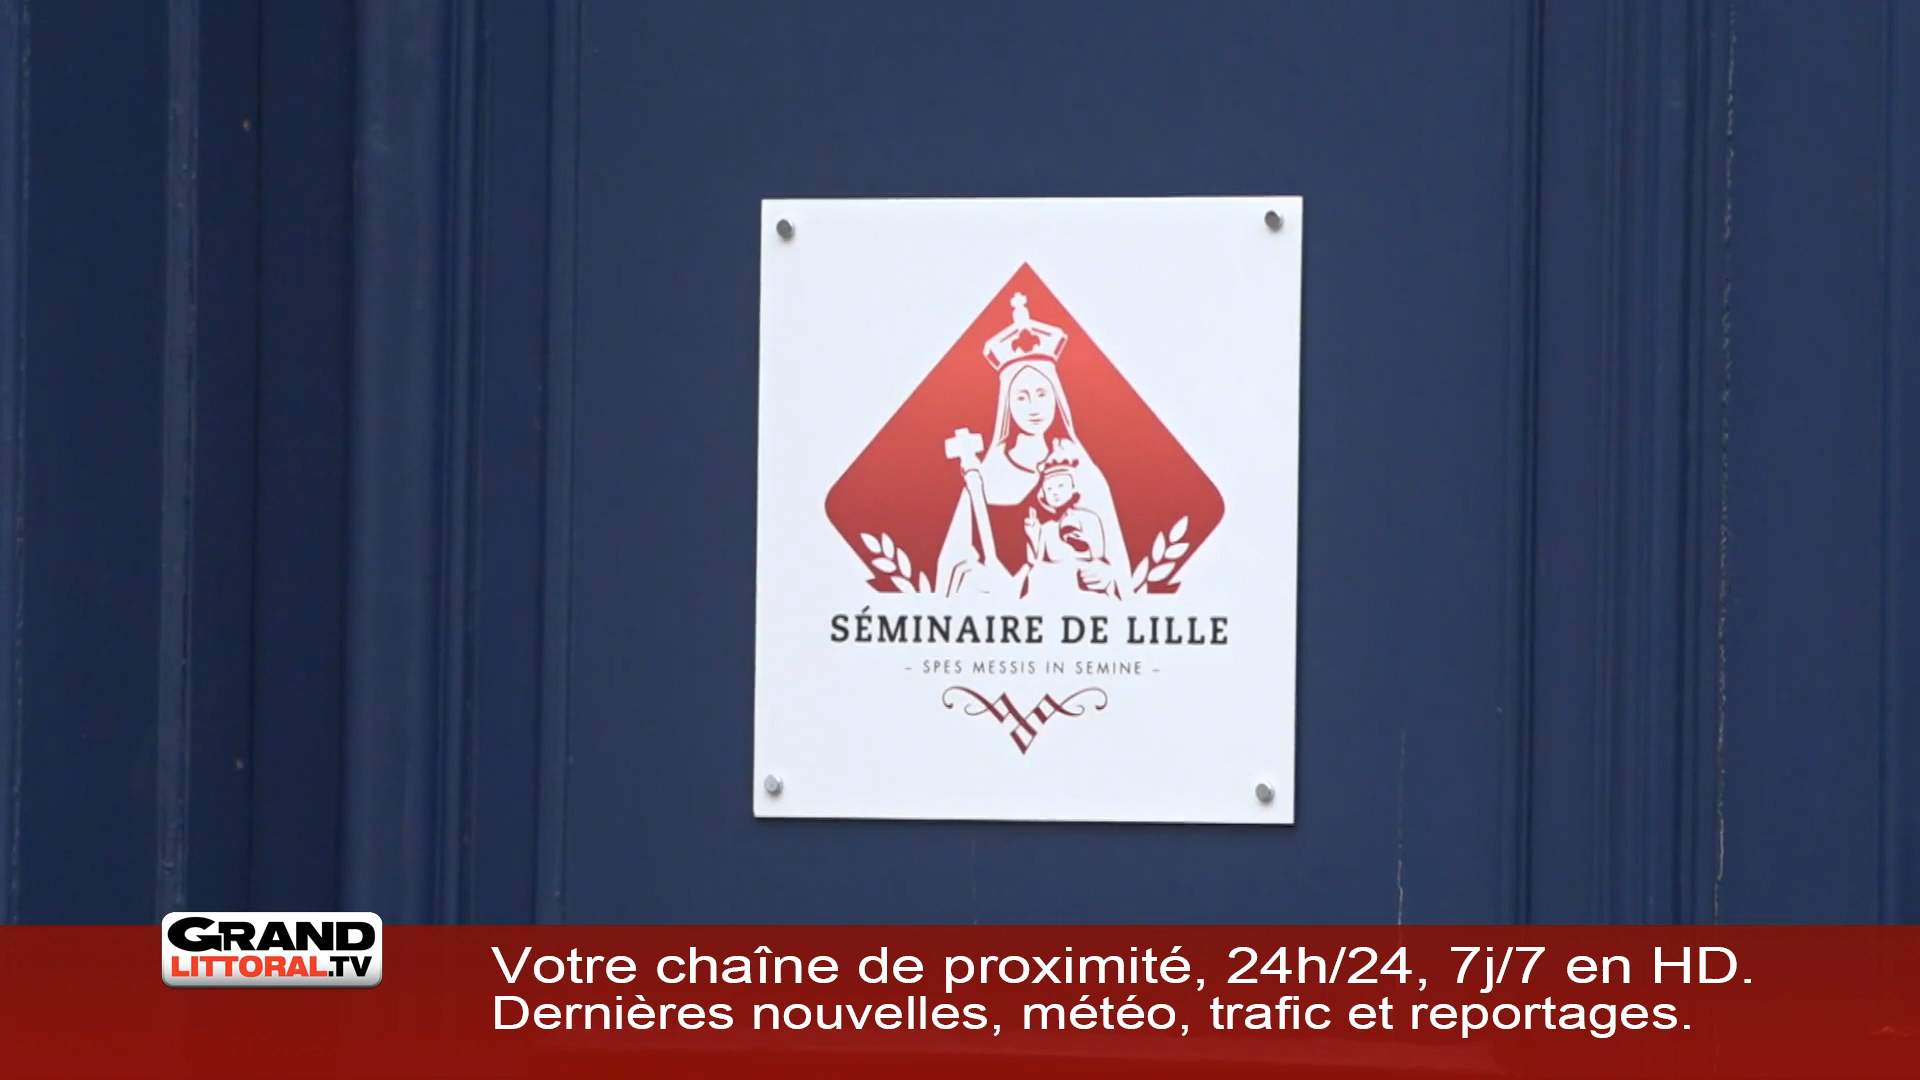 SÉMINAIRE DE LILLE
- SPES MESSIS IN SEMINE -
GRAND
LITTORAL.TV
Votre chaîne de proximité, 24h/24, 7j/7 en HD.
Dernières nouvelles, météo, trafic et reportages.